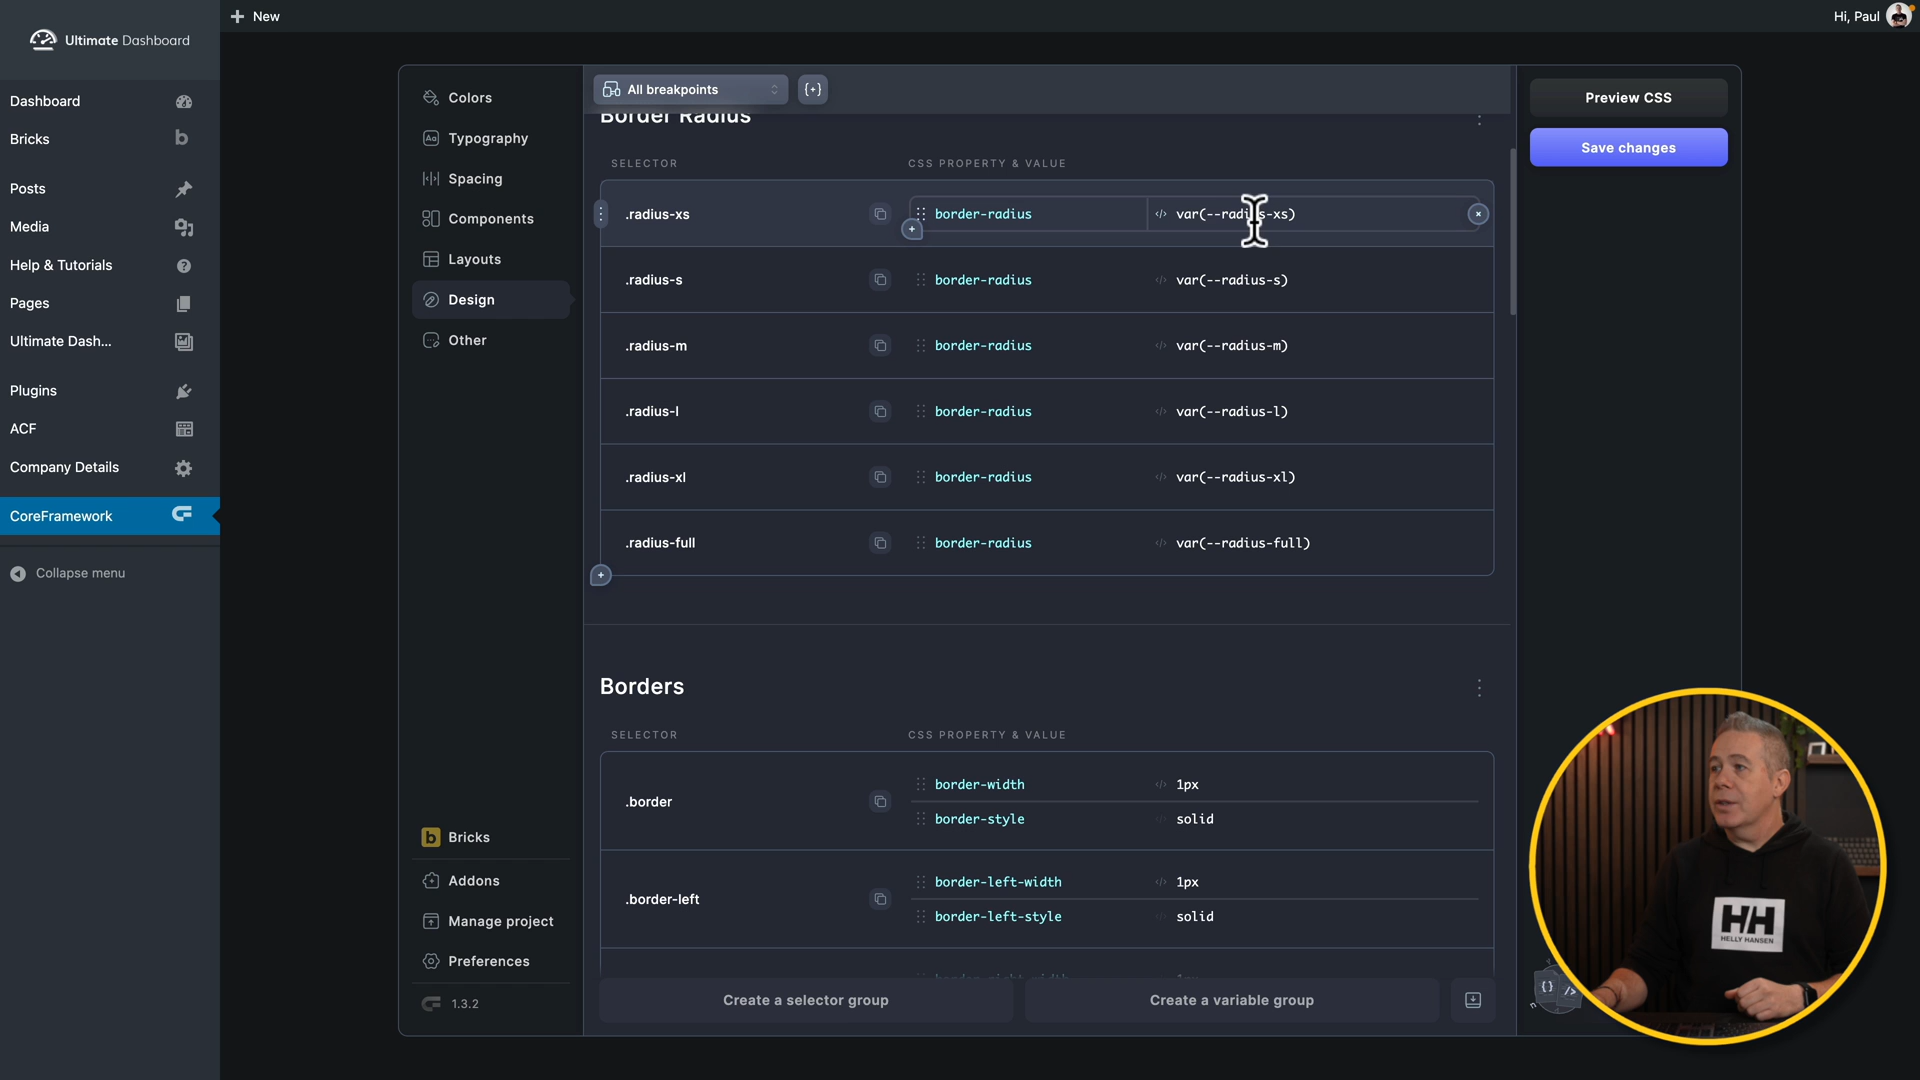 Ultimate Dashboard
New
Hi, Paul
Dashboard
Bricks
Posts
Media
Help & Tutorials
Pages
Ultimate Dash...
Plugins
ACF
Company Details
CoreFramework
Collapse menu
Colors
Typography
Spacing
Components
Layouts
Design
Other
Bricks
Addons
Manage project
Preferences
1.3.2
All breakpoints
Border Radius
SELECTOR CSS PROPERTY & VALUE
.radius-xs border-radius var(--radius-xs)
.radius-s border-radius var(--radius-s)
.radius-m border-radius var(--radius-m)
.radius-l border-radius var(--radius-l)
.radius-xl border-radius var(--radius-xl)
.radius-full border-radius var(--radius-full)
Borders
SELECTOR CSS PROPERTY & VALUE
.border border-width 1px
border-style solid
.border-left border-left-width 1px
border-left-style solid
Create a selector group
Create a variable group
Preview CSS
Save changes
HH
HELLY HANSEN